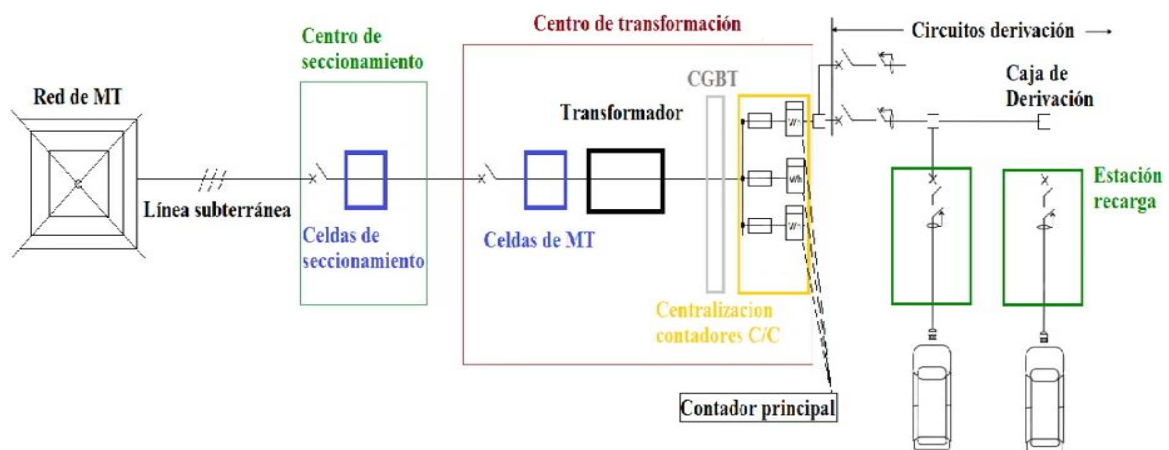 Red de MT
Línea subterránea
Centro de
seccionamiento
Celdas de
seccionamiento
Centro de transformación
Celdas de MT
Transformador
CGBT
Centralizacion
contadores C/C
Wh
Contador principal
Circuitos derivación
Caja de
Derivación
Estación
recarga